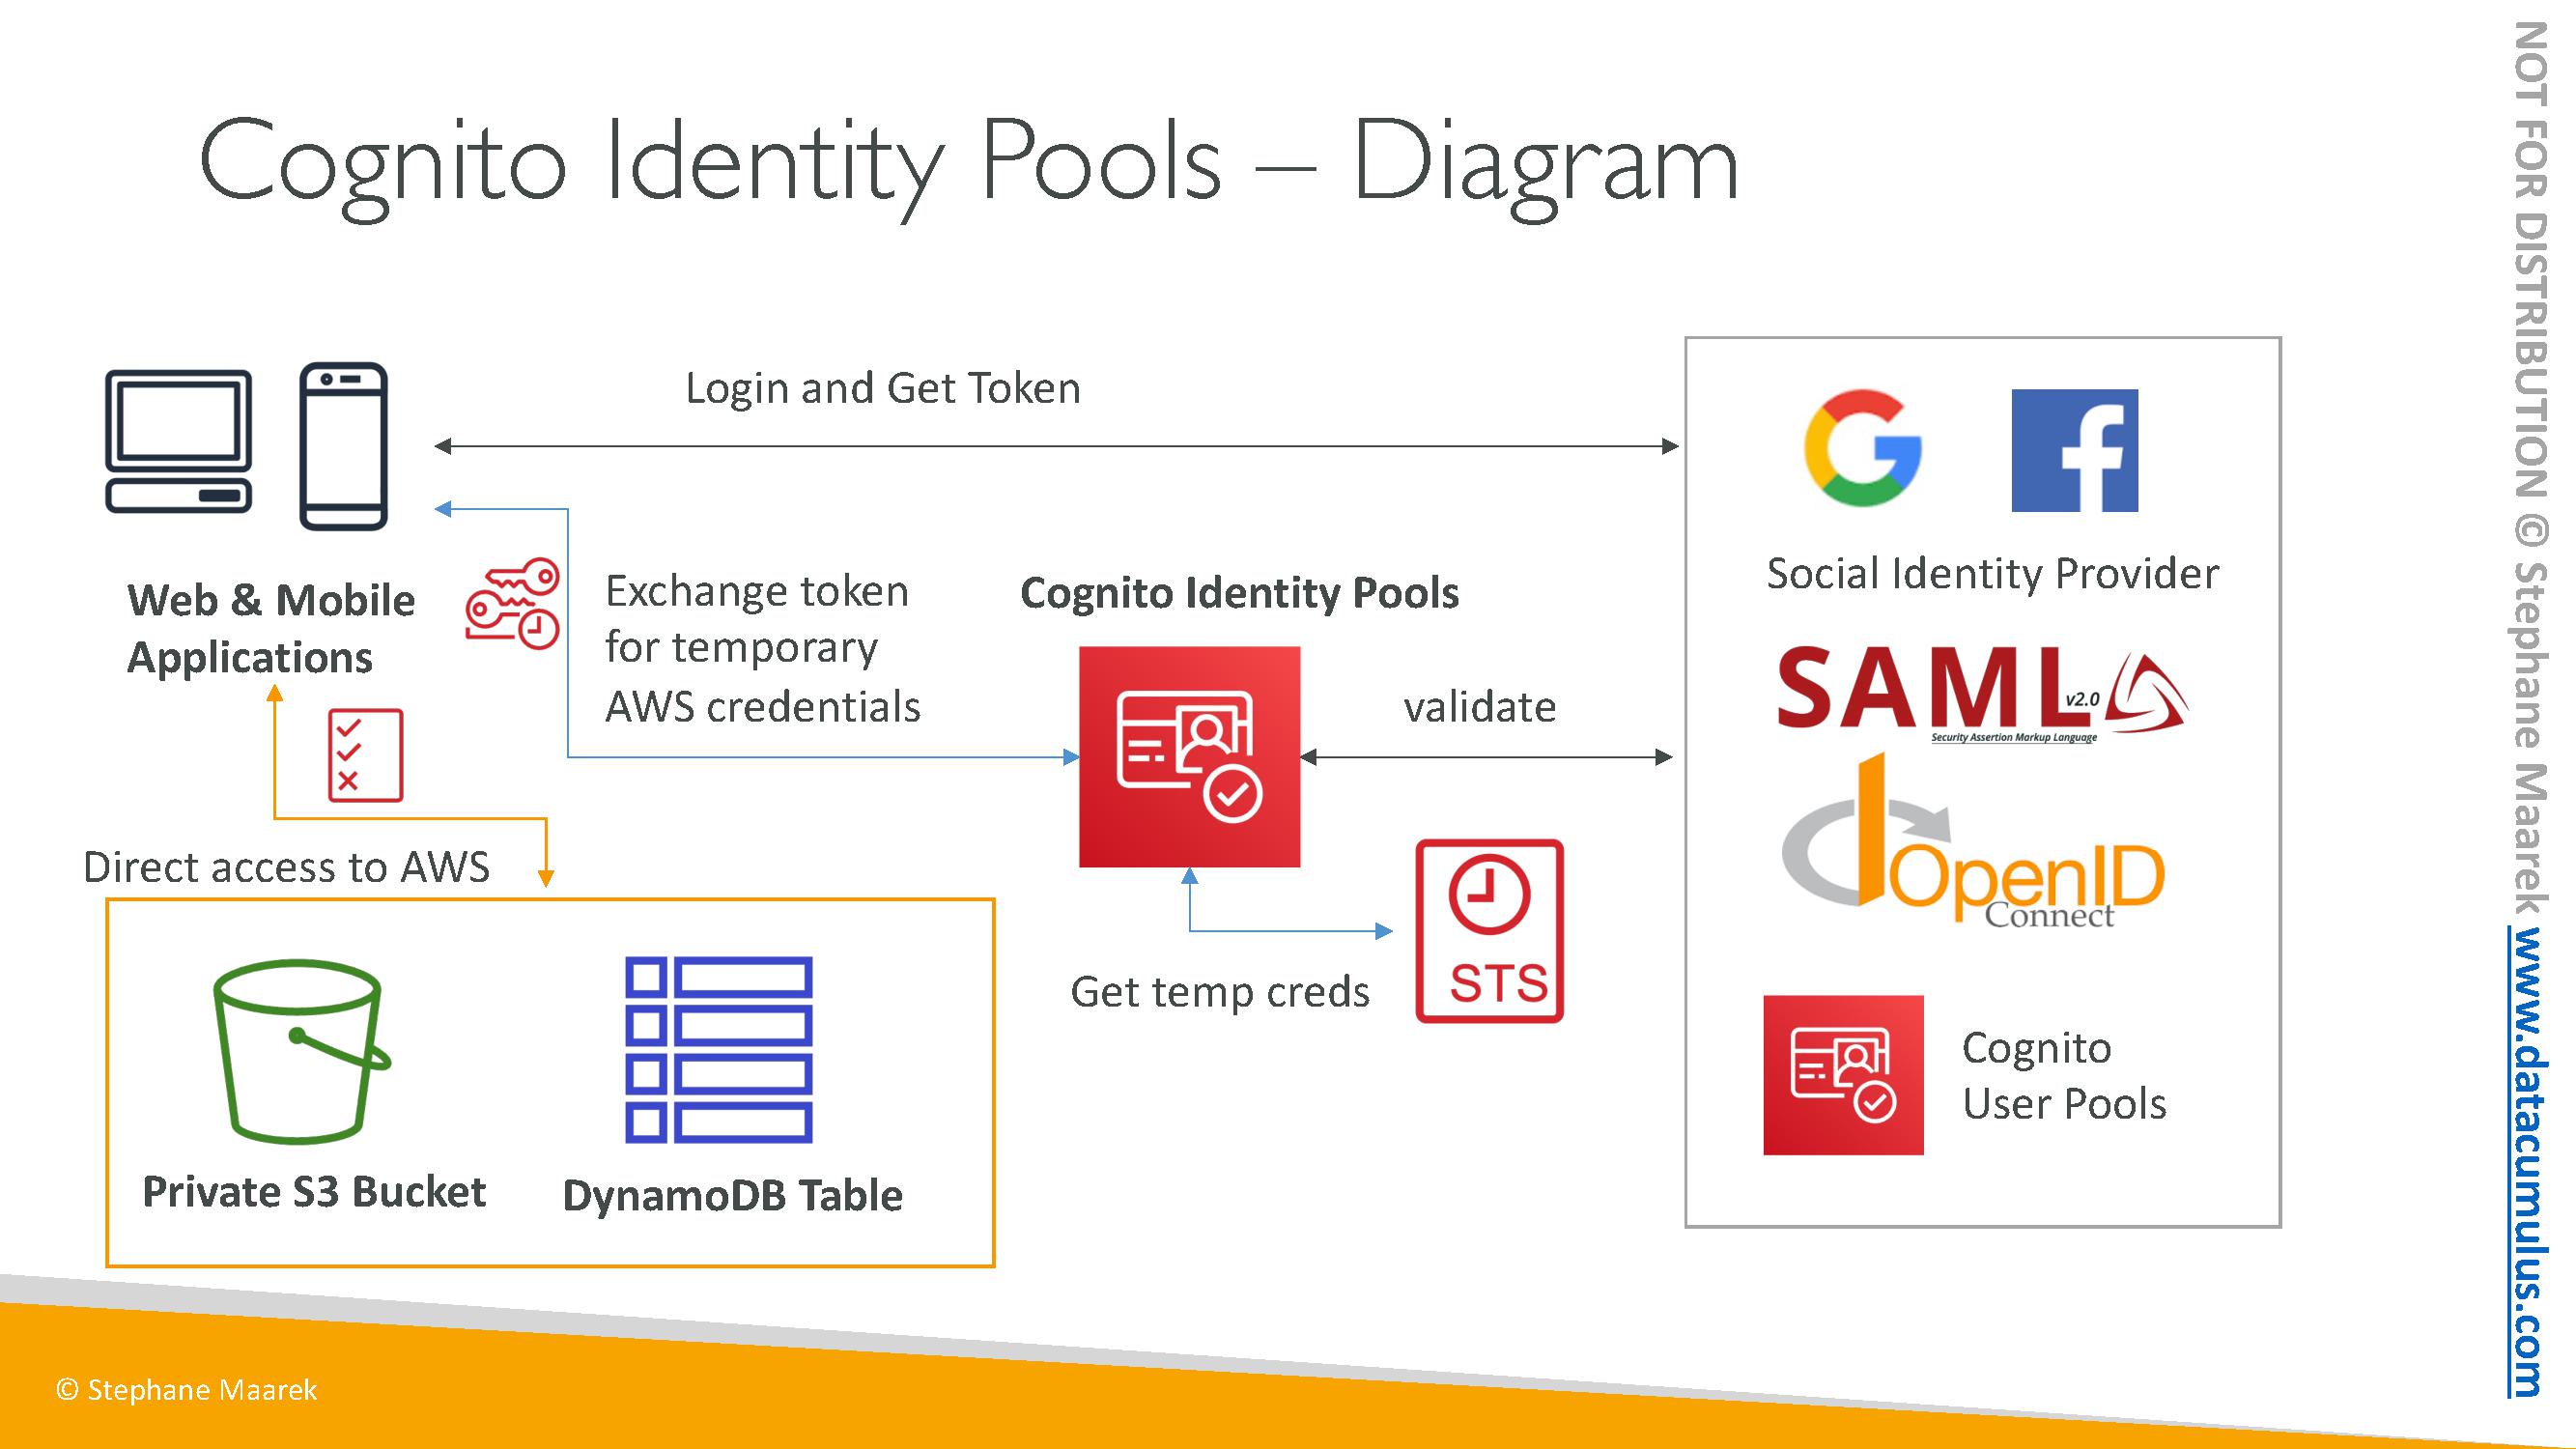 Cognito Identity Pools – Diagram
Login and Get Token
Web & Mobile
Applications
Exchange token
for temporary
AWS credentials
Cognito Identity Pools
validate
Get temp creds
STS
Direct access to AWS
Private S3 Bucket
DynamoDB Table
Social Identity Provider
SAML v2.0
Security Assertion Markup Language
OpenID
Connect
Cognito
User Pools
© Stephane Maarek
NOT FOR DISTRIBUTION © Stephane Maarek www.datacumulus.com